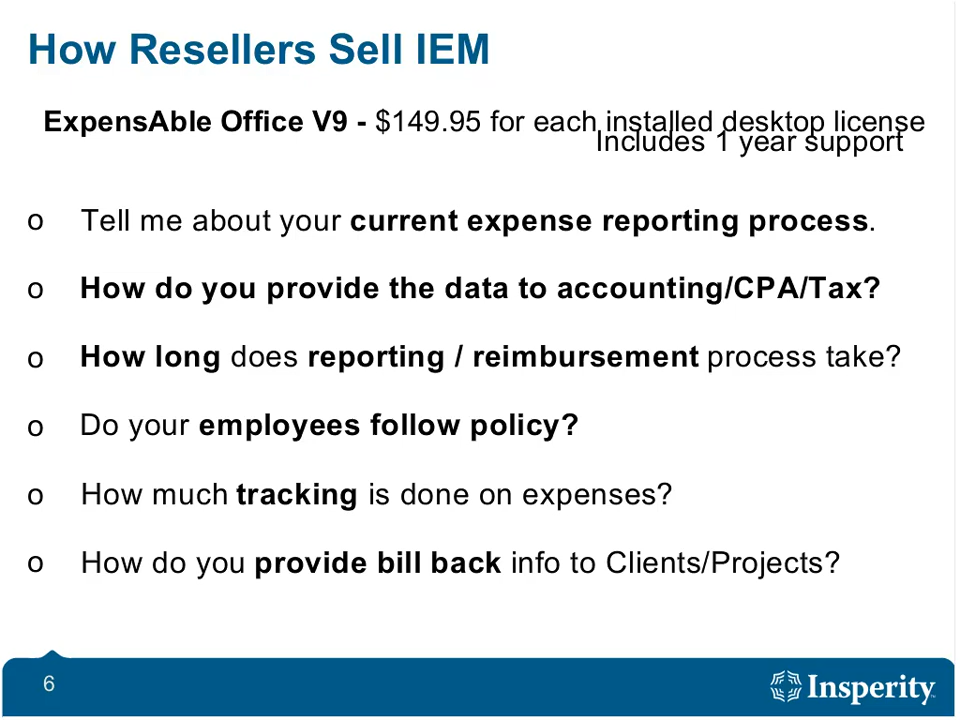 How Resellers Sell IEM
ExpensAble Office V9 - $149.95 for each installed desktop license
Includes 1 year support
o Tell me about your current expense reporting process.
o How do you provide the data to accounting/CPA/Tax?
o How long does reporting / reimbursement process take?
o Do your employees follow policy?
o How much tracking is done on expenses?
o How do you provide bill back info to Clients/Projects?
6
Insperity™